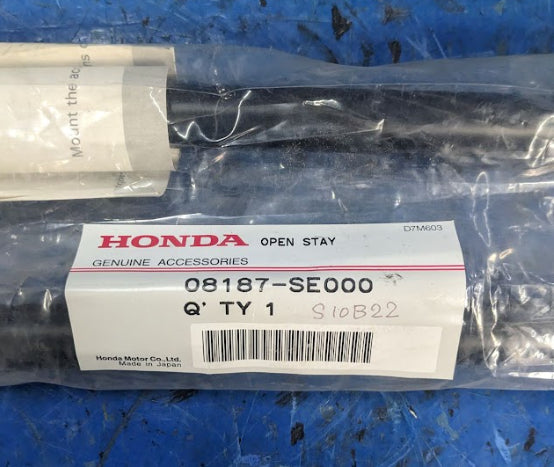 Mount the
D7M603
HONDA OPEN STAY
GENUINE ACCESSORIES
08187-SE000
Q' TY 1 S10B22
Honda Motor Co., Ltd.
Made in Japan